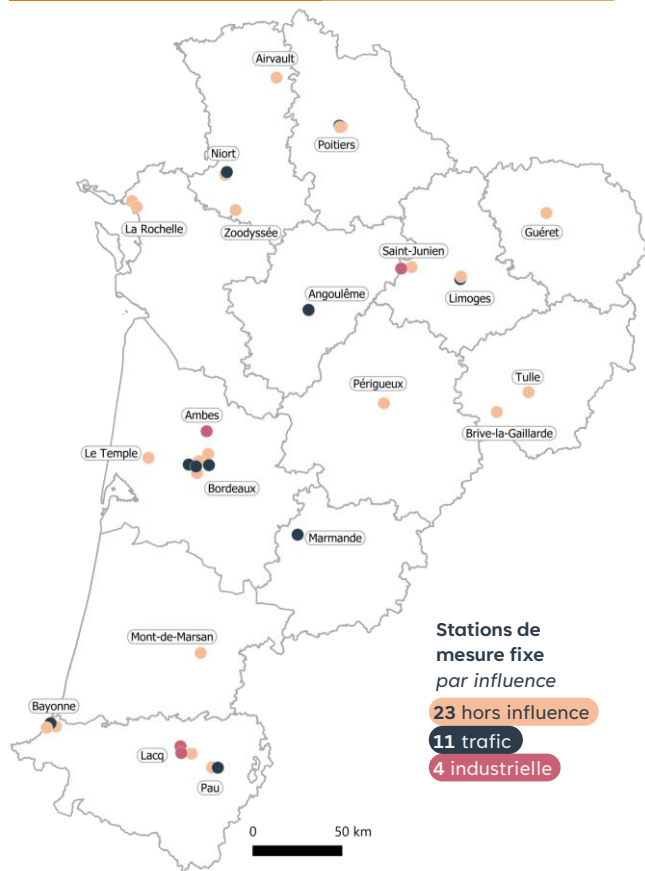 Airvault
Poitiers
Niort
La Rochelle
Zoodyssée
Guéret
Saint-Junien
Angoulême
Limoges
Périgueux
Tulle
Brive-la-Gaillarde
Ambes
Le Temple
Bordeaux
Marmande
Mont-de-Marsan
Bayonne
Lacq
Pau
Stations de
mesure fixe
par influence
23 hors influence
11 trafic
4 industrielle
0 50 km